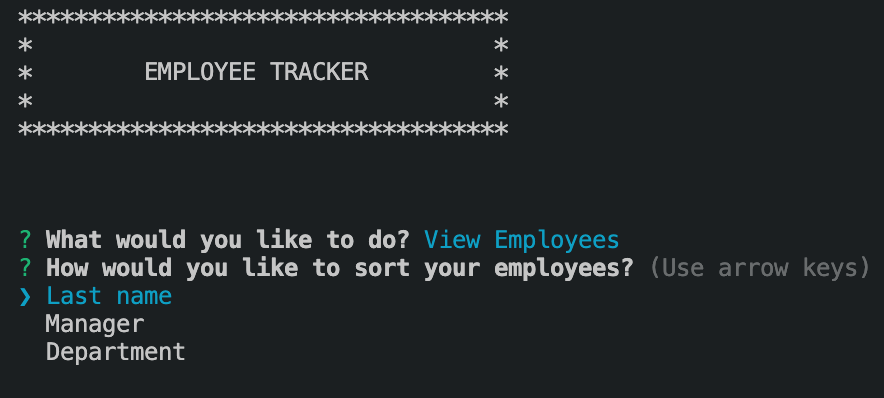 ***********************************
*                                 *
*        EMPLOYEE TRACKER         *
*                                 *
***********************************
? What would you like to do? View Employees
? How would you like to sort your employees? (Use arrow keys)
❯ Last name
  Manager
  Department